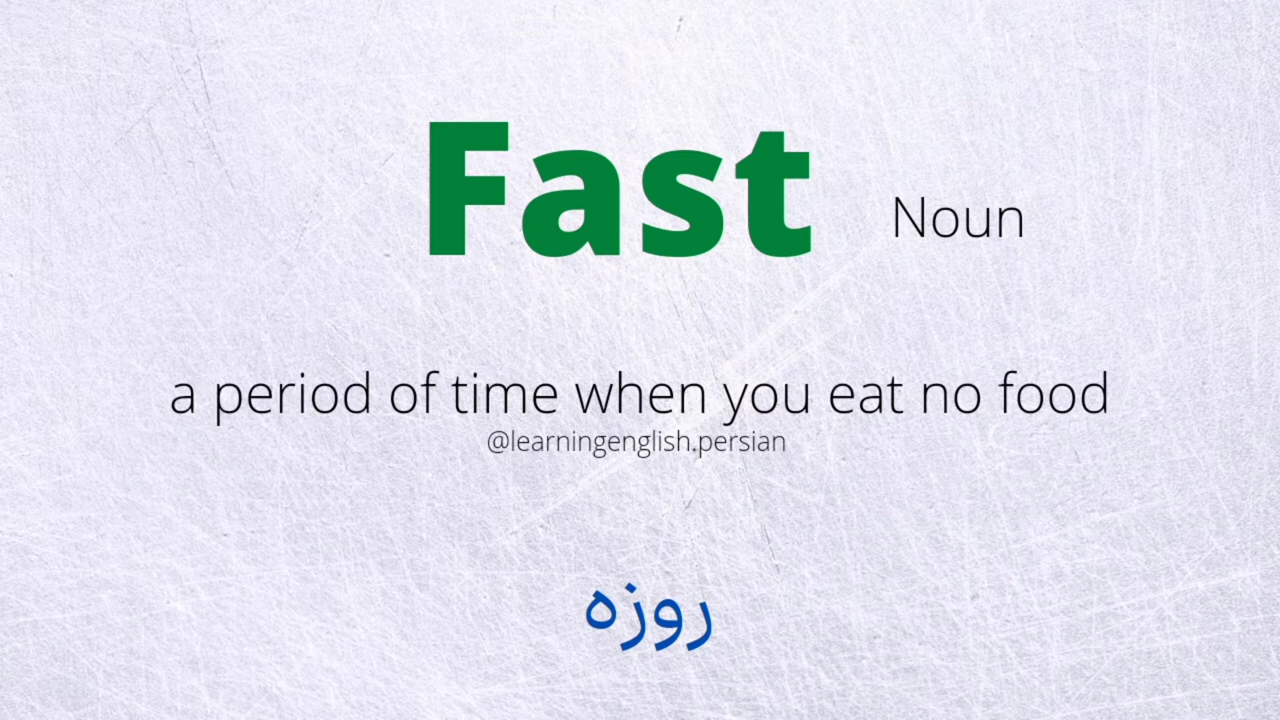 Fast Noun
a period of time when you eat no food
@learningenglish.persian
روزه